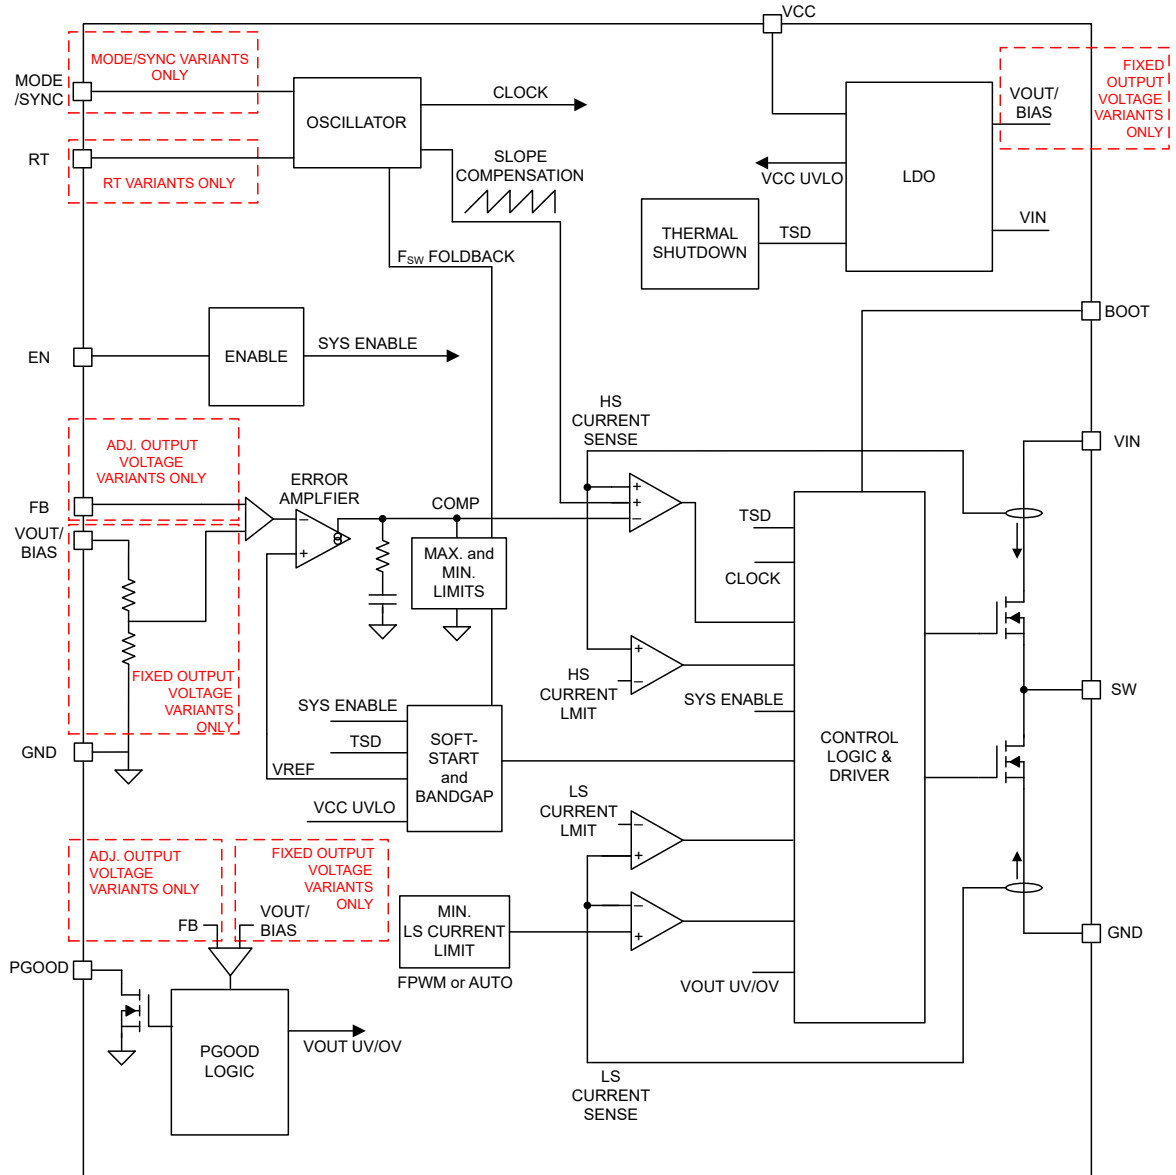 VCC
MODE/SYNC VARIANTS
ONLY
MODE
/SYNC
OSCILLATOR
CLOCK
VOUT/
BIAS
FIXED
OUTPUT
VOLTAGE
VARIANTS
ONLY
RT
RT VARIANTS ONLY
SLOPE
COMPENSATION
VCC UVLO
LDO
THERMAL
SHUTDOWN
TSD
VIN
FSW FOLDBACK
BOOT
EN
ENABLE
SYS ENABLE
HS
CURRENT
SENSE
VIN
ADJ. OUTPUT
VOLTAGE
VARIANTS ONLY
FB
ERROR
AMPLFIER
−
+
COMP
+
+
−
TSD
CLOCK
VOUT/
BIAS
MAX. and
MIN.
LIMITS
FIXED OUTPUT
VOLTAGE
VARIANTS
ONLY
+
−
HS
CURRENT
LMIT
SYS ENABLE
SW
SYS ENABLE
TSD
VREF
VCC UVLO
SOFT-
START
and
BANDGAP
CONTROL
LOGIC &
DRIVER
GND
LS
CURRENT
LMIT
−
+
ADJ. OUTPUT
VOLTAGE
VARIANTS ONLY
FIXED OUTPUT
VOLTAGE
VARIANTS
ONLY
FB
VOUT/
BIAS
MIN.
LS CURRENT
LIMIT
−
+
FPWM or AUTO
GND
PGOOD
VOUT UV/OV
PGOOD
LOGIC
VOUT UV/OV
LS
CURRENT
SENSE